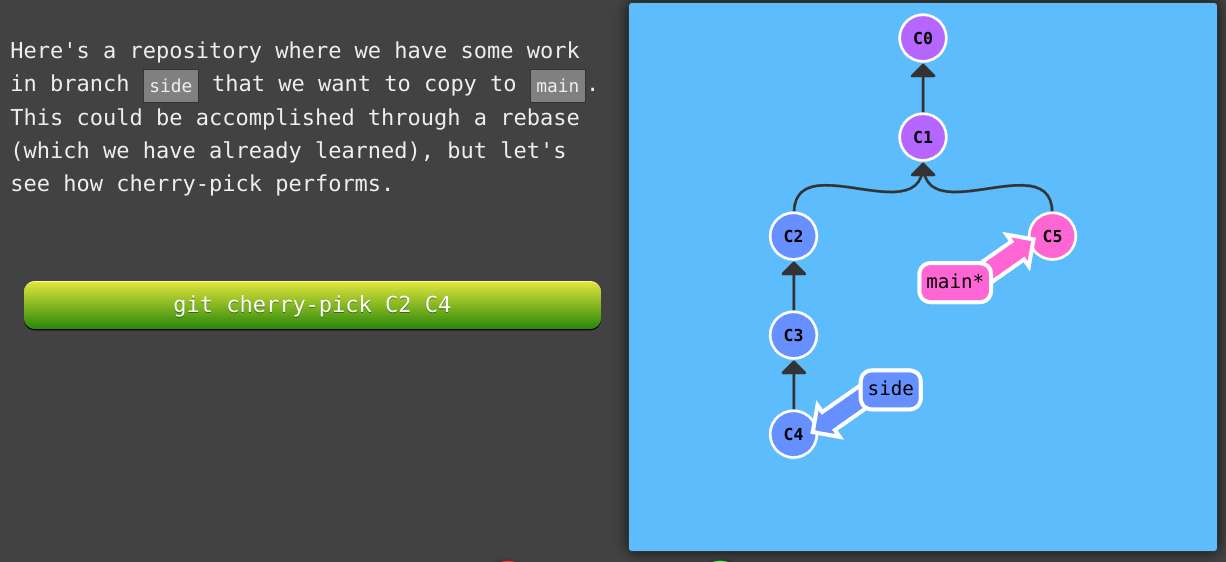 Here's a repository where we have some work
in branch side that we want to copy to main.
This could be accomplished through a rebase
(which we have already learned), but let's
see how cherry-pick performs.
git cherry-pick C2 C4
C0
C1
C2
C5
main*
C3
side
C4